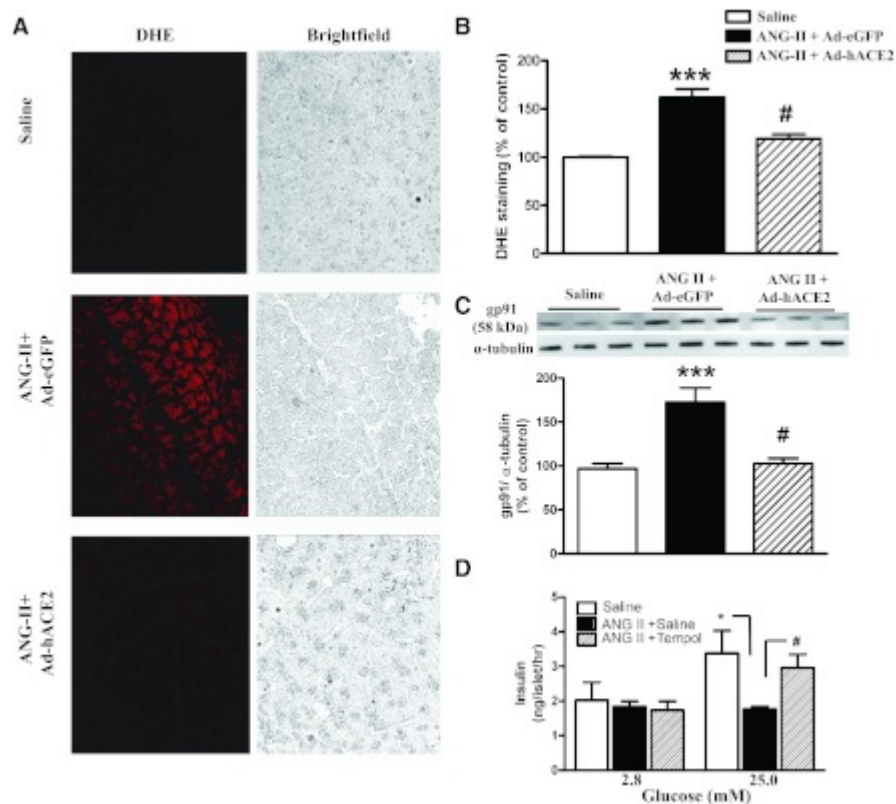 A
DHE
Brightfield
Saline
ANG-II+
Ad-eGFP
ANG-II+
Ad-hACE2
B
Saline
ANG-II + Ad-eGFP
ANG-II + Ad-hACE2
DHE staining (% of control)
200
150
100
50
0
***
#
C
Saline
ANG II +
Ad-eGFP
ANG II +
Ad-hACE2
gp91
(58 kDa)
α-tubulin
gp91/ α-tubulin
(% of control)
200
150
100
50
0
***
#
D
Saline
ANG II +Saline
ANG II +Tempol
Insulin
(ng/islet/hr)
5
4
3
2
1
0
*
#
2.8
25.0
Glucose (mM)